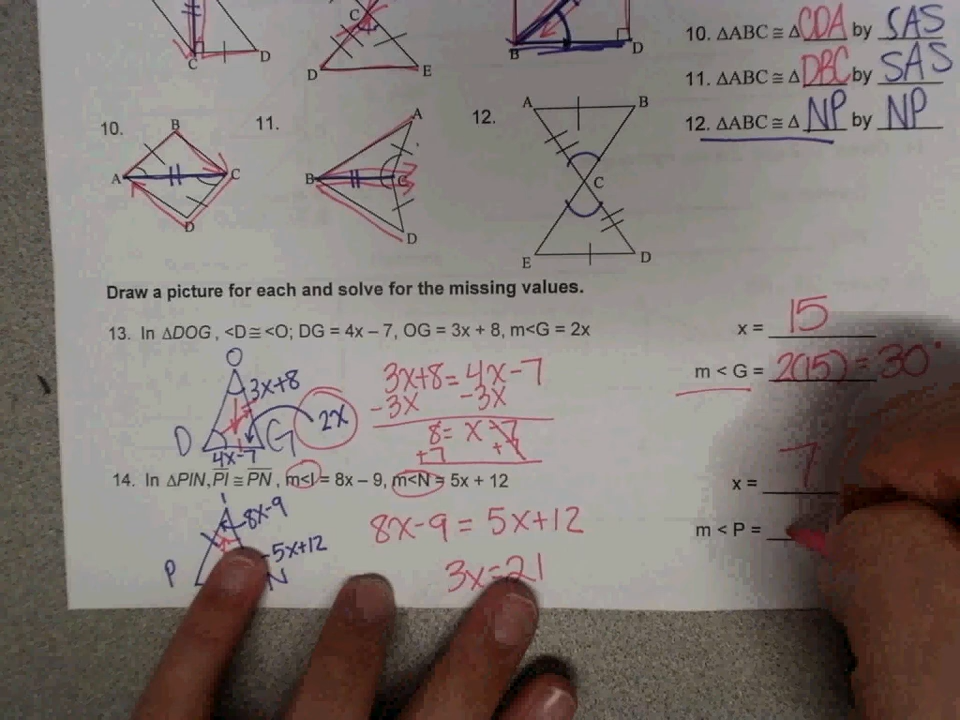 C
D
C
D
E
B
D
10. ΔABC ≅ Δ CDA by SAS
11. ΔABC ≅ Δ DBC by SAS
12. ΔABC ≅ Δ NP by NP
10.
B
A
C
D
11.
A
B
C
D
12.
A
B
C
E
D
Draw a picture for each and solve for the missing values.
13. In ΔDOG, <D≅<O; DG = 4x – 7, OG = 3x + 8, m<G = 2x
x = 15
m < G = 2(15) = 30°
O
3x+8
D
G
2x
4x-7
3x+8 = 4x-7
-3x -3x
8 = x -7
+7 +7
14. In ΔPIN, PI ≅ PN, m<I = 8x – 9, m<N = 5x + 12
x = 7
m < P =
I
8x-9
5x+12
P
N
8x-9 = 5x+12
3x=21